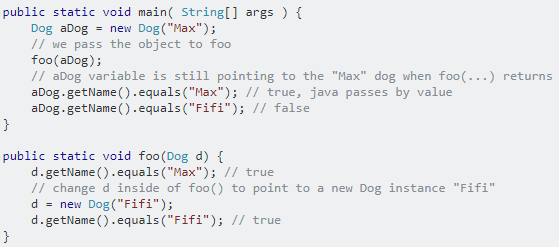 public static void main( String[] args ) {
    Dog aDog = new Dog("Max");
    // we pass the object to foo
    foo(aDog);
    // aDog variable is still pointing to the "Max" dog when foo(...) returns
    aDog.getName().equals("Max"); // true, java passes by value
    aDog.getName().equals("Fifi"); // false
}

public static void foo(Dog d) {
    d.getName().equals("Max"); // true
    // change d inside of foo() to point to a new Dog instance "Fifi"
    d = new Dog("Fifi");
    d.getName().equals("Fifi"); // true
}